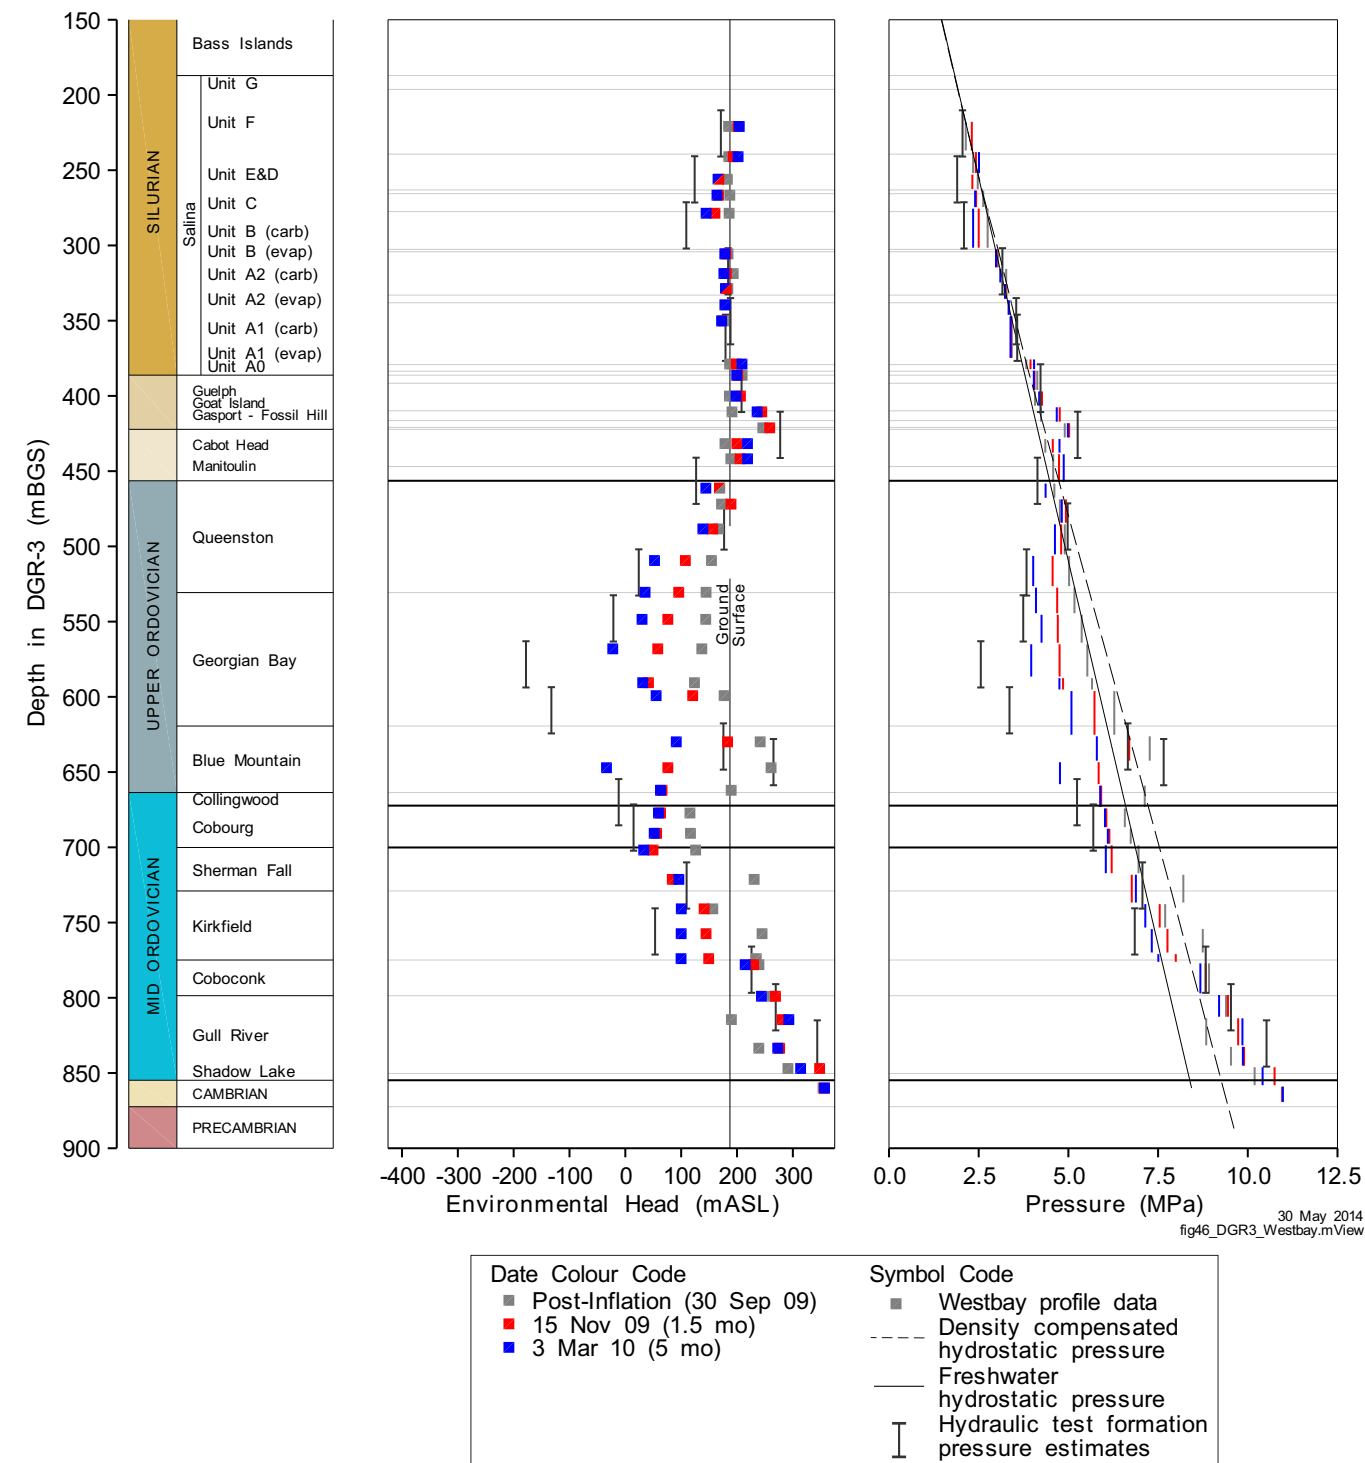 150
200
250
300
350
400
450
500
550
600
650
700
750
800
850
900
Depth in DGR-3 (mBGS)
SILURIAN
UPPER ORDOVICIAN
MID ORDOVICIAN
Salina
Bass Islands
Unit G
Unit F
Unit E&D
Unit C
Unit B (carb)
Unit B (evap)
Unit A2 (carb)
Unit A2 (evap)
Unit A1 (carb)
Unit A1 (evap)
Unit A0
Guelph
Goat Island
Gasport - Fossil Hill
Cabot Head
Manitoulin
Queenston
Georgian Bay
Blue Mountain
Collingwood
Cobourg
Sherman Fall
Kirkfield
Coboconk
Gull River
Shadow Lake
CAMBRIAN
PRECAMBRIAN
Ground
Surface
-400 -300 -200 -100 0 100 200 300
Environmental Head (mASL)
0.0 2.5 5.0 7.5 10.0 12.5
Pressure (MPa)
30 May 2014
fig46_DGR3_Westbay.mView
Date Colour Code
Post-Inflation (30 Sep 09)
15 Nov 09 (1.5 mo)
3 Mar 10 (5 mo)
Symbol Code
Westbay profile data
Density compensated
hydrostatic pressure
Freshwater
hydrostatic pressure
Hydraulic test formation
pressure estimates